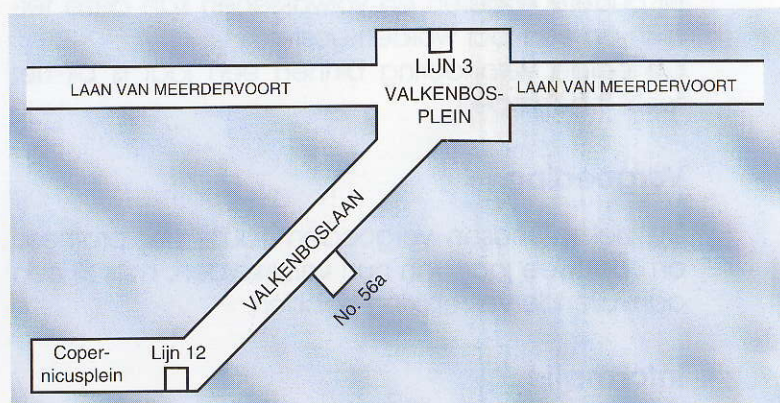 LIJN 3
LAAN VAN MEERDERVOORT
VALKENBOS-
PLEIN
LAAN VAN MEERDERVOORT
VALKENBOSLAAN
No. 56a
Coper-
nicusplein
Lijn 12